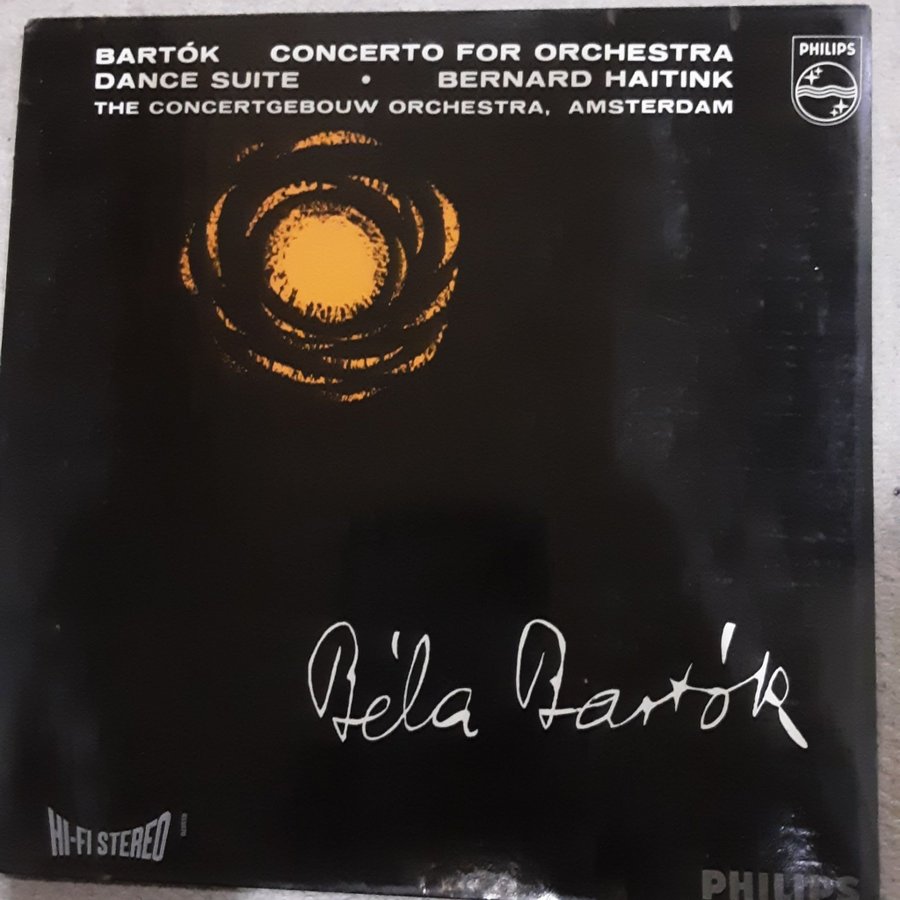 BARTÓK CONCERTO FOR ORCHESTRA
DANCE SUITE • BERNARD HAITINK
THE CONCERTGEBOUW ORCHESTRA, AMSTERDAM
PHILIPS
Béla Bartók
HI-FI STEREO
PHILIPS